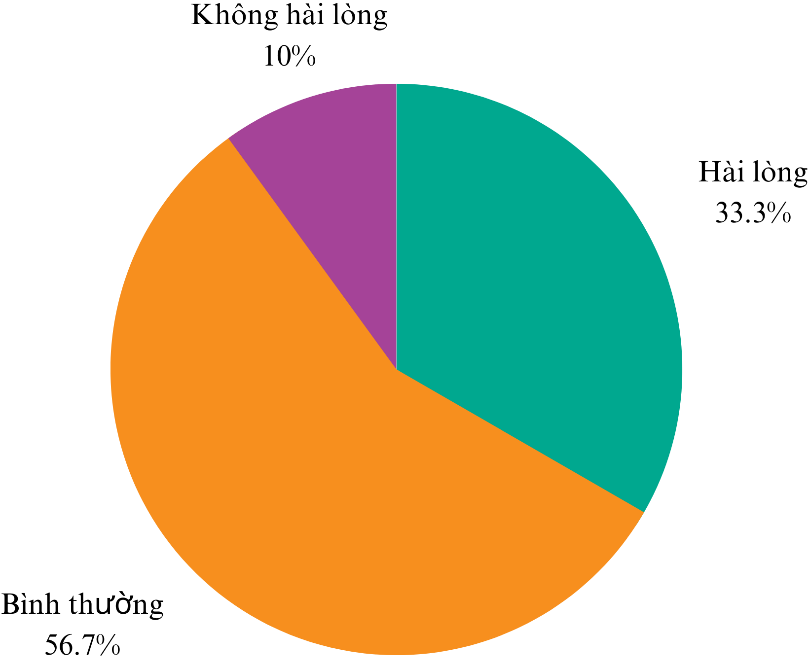 Không hài lòng
10%
Hài lòng
33.3%
Bình thường
56.7%